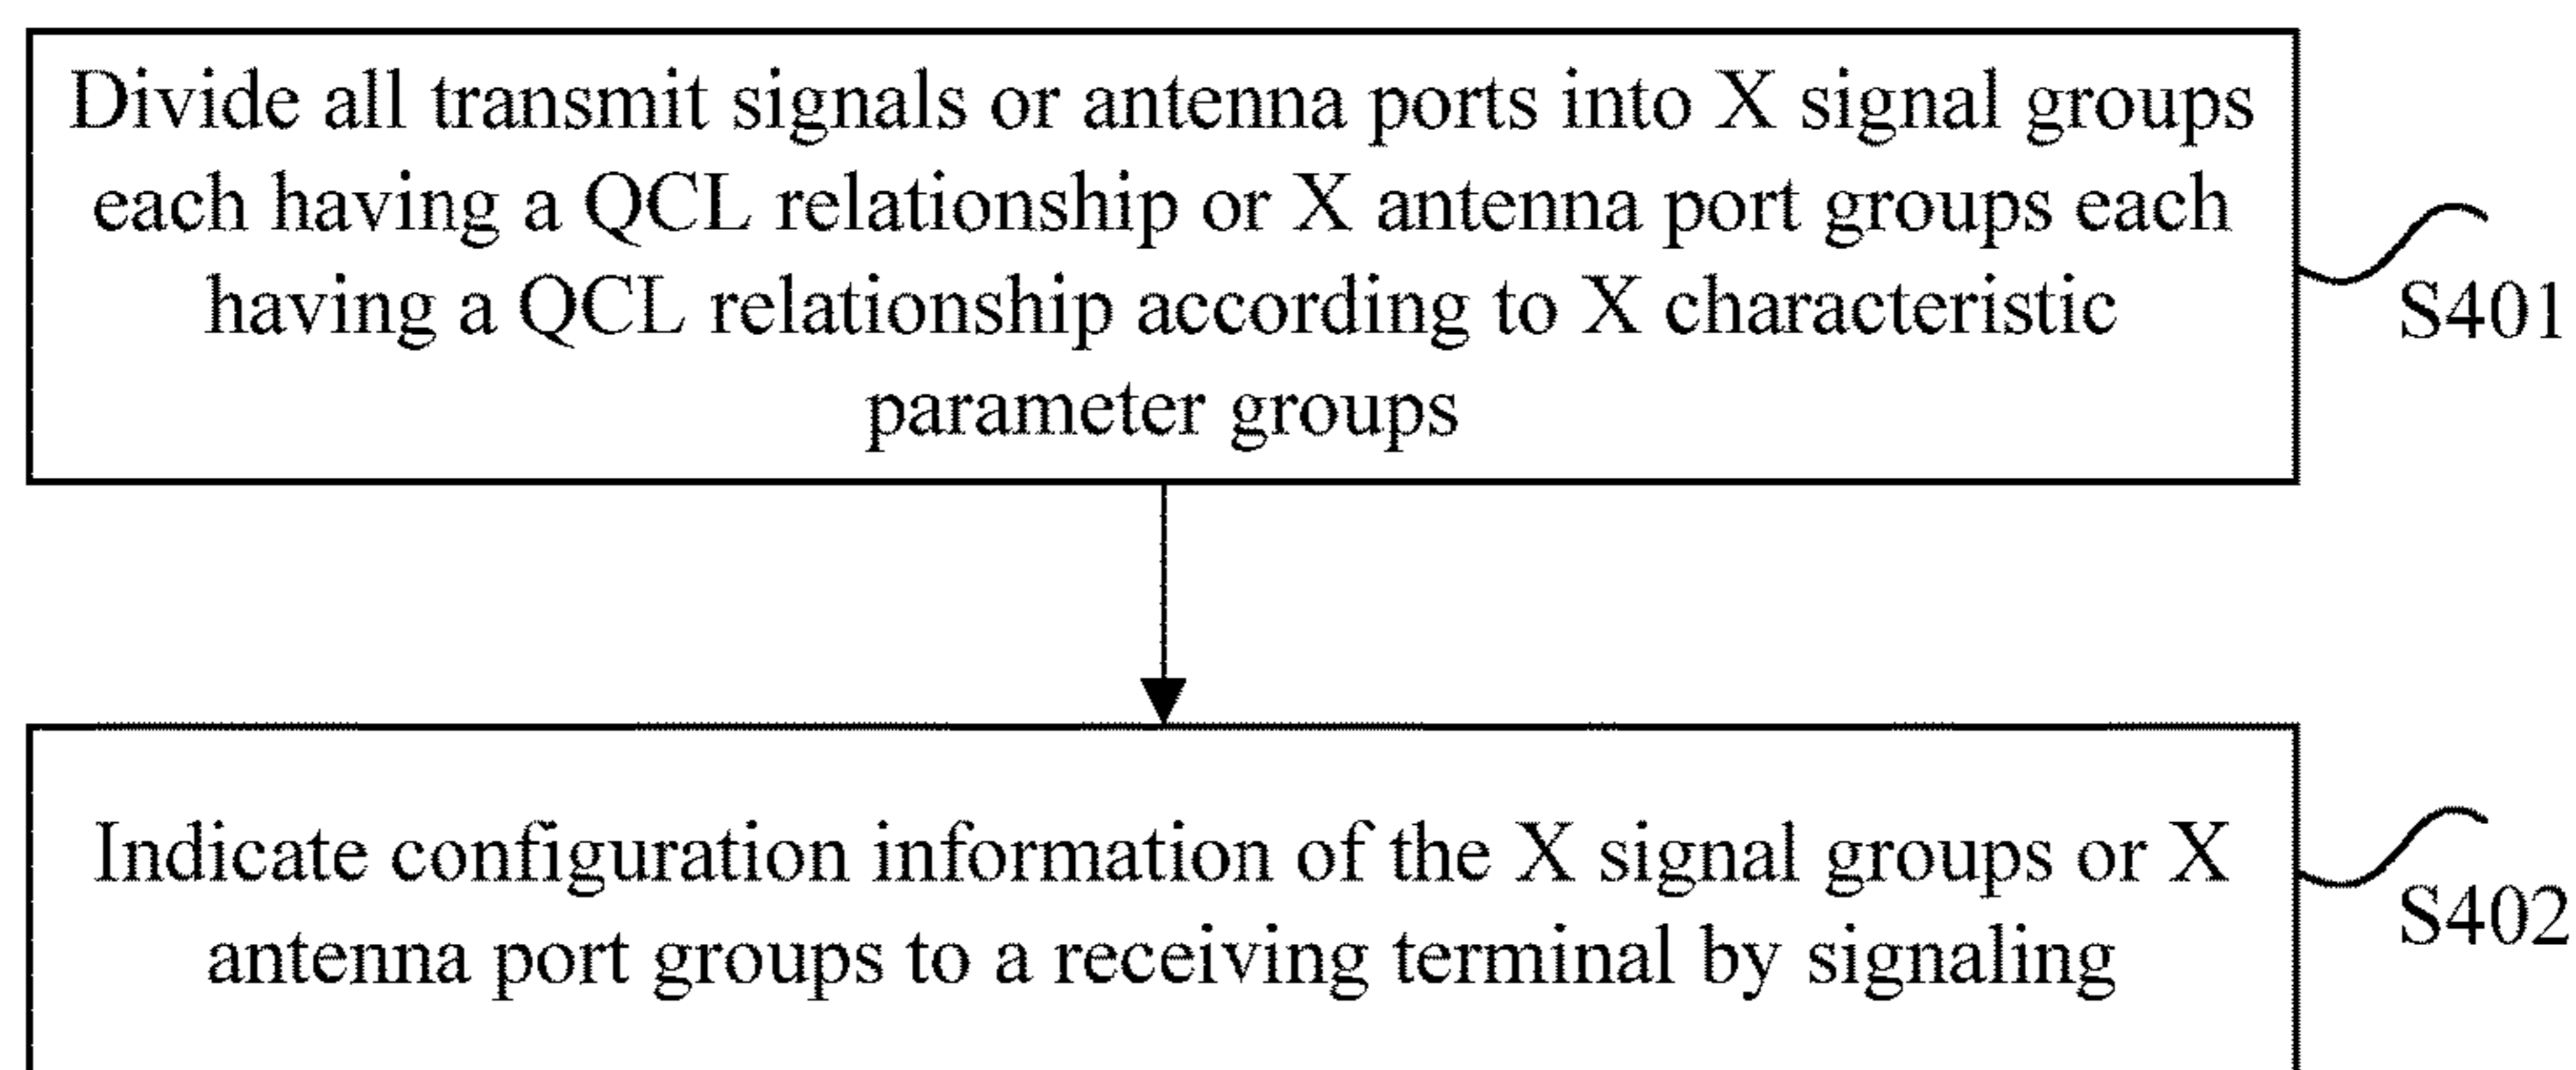 Divide all transmit signals or antenna ports into X signal groups
each having a QCL relationship or X antenna port groups each
having a QCL relationship according to X characteristic
parameter groups
S401
Indicate configuration information of the X signal groups or X
antenna port groups to a receiving terminal by signaling
S402